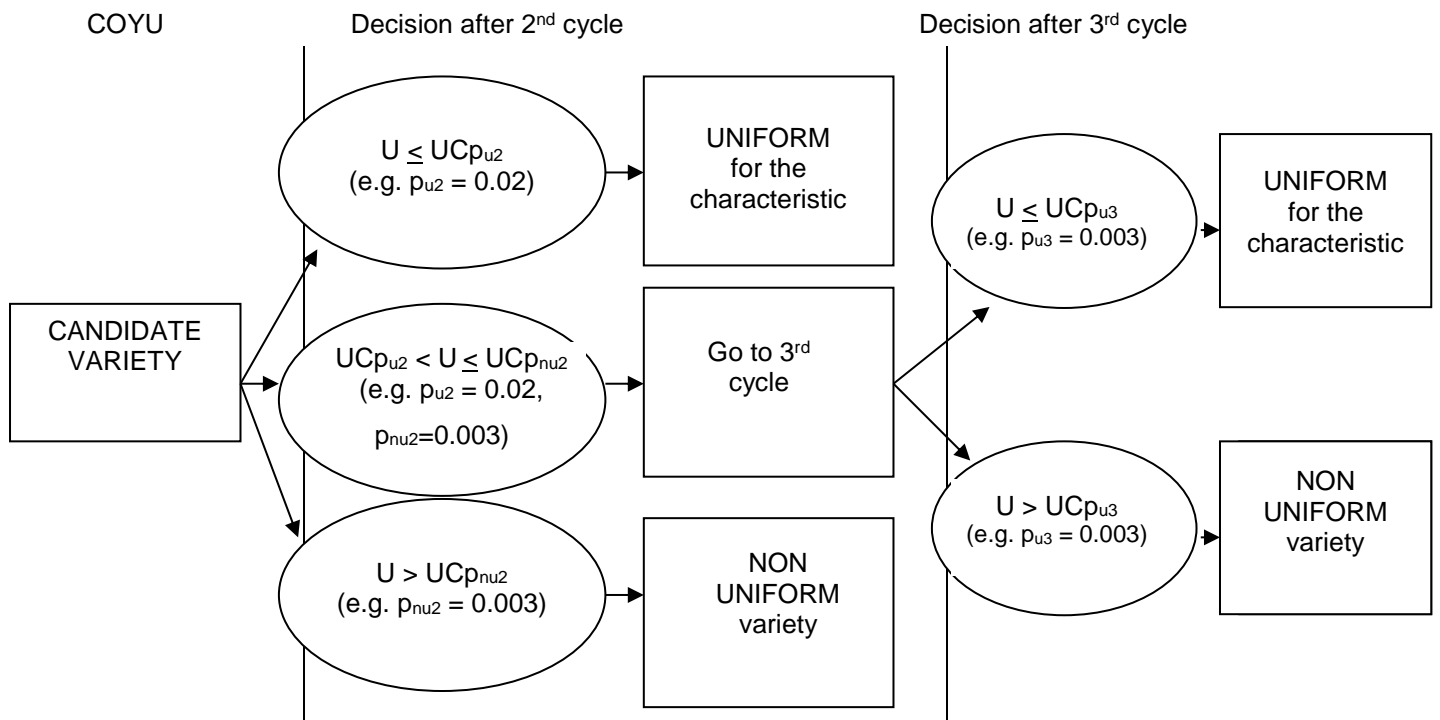 COYU
Decision after 2nd cycle
Decision after 3rd cycle
CANDIDATE
VARIETY
U ≤ UCpu2
(e.g. pu2 = 0.02)
UNIFORM
for the
characteristic
UCpu2 < U ≤ UCpnu2
(e.g. pu2 = 0.02,
pnu2=0.003)
Go to 3rd
cycle
U > UCpnu2
(e.g. pnu2 = 0.003)
NON
UNIFORM
variety
U ≤ UCpu3
(e.g. pu3 = 0.003)
UNIFORM
for the
characteristic
U > UCpu3
(e.g. pu3 = 0.003)
NON
UNIFORM
variety